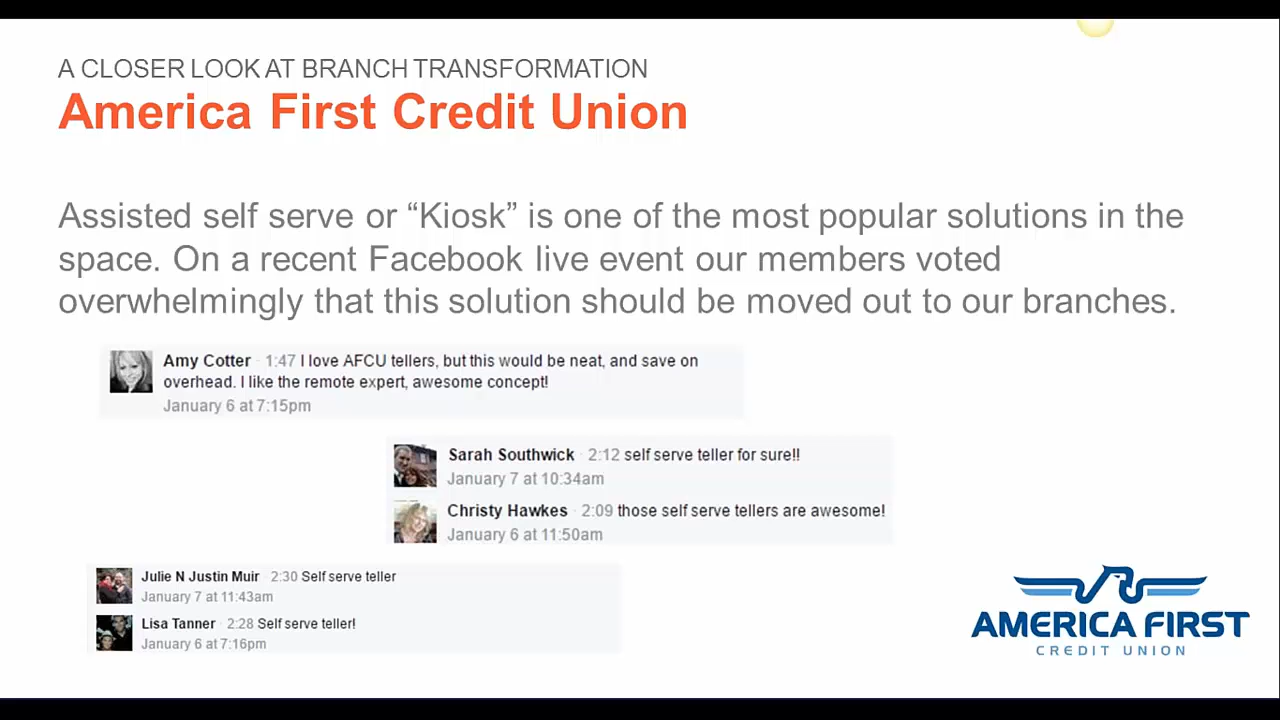 A CLOSER LOOK AT BRANCH TRANSFORMATION
America First Credit Union
Assisted self serve or “Kiosk” is one of the most popular solutions in the
space. On a recent Facebook live event our members voted
overwhelmingly that this solution should be moved out to our branches.
Amy Cotter · 1:47 I love AFCU tellers, but this would be neat, and save on
overhead. I like the remote expert, awesome concept!
January 6 at 7:15pm
Sarah Southwick · 2:12 self serve teller for sure!!
January 7 at 10:34am
Christy Hawkes · 2:09 those self serve tellers are awesome!
January 6 at 11:50am
Julie N Justin Muir · 2:30 Self serve teller
January 7 at 11:43am
Lisa Tanner · 2:28 Self serve teller!
January 6 at 7:16pm
AMERICA FIRST
CREDIT UNION